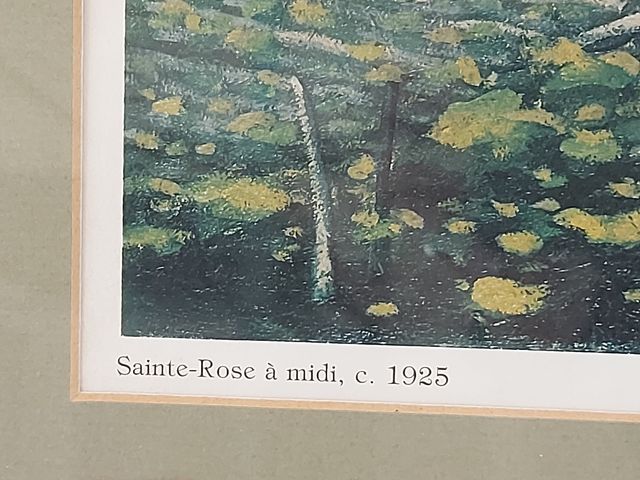 Sainte-Rose à midi, c. 1925